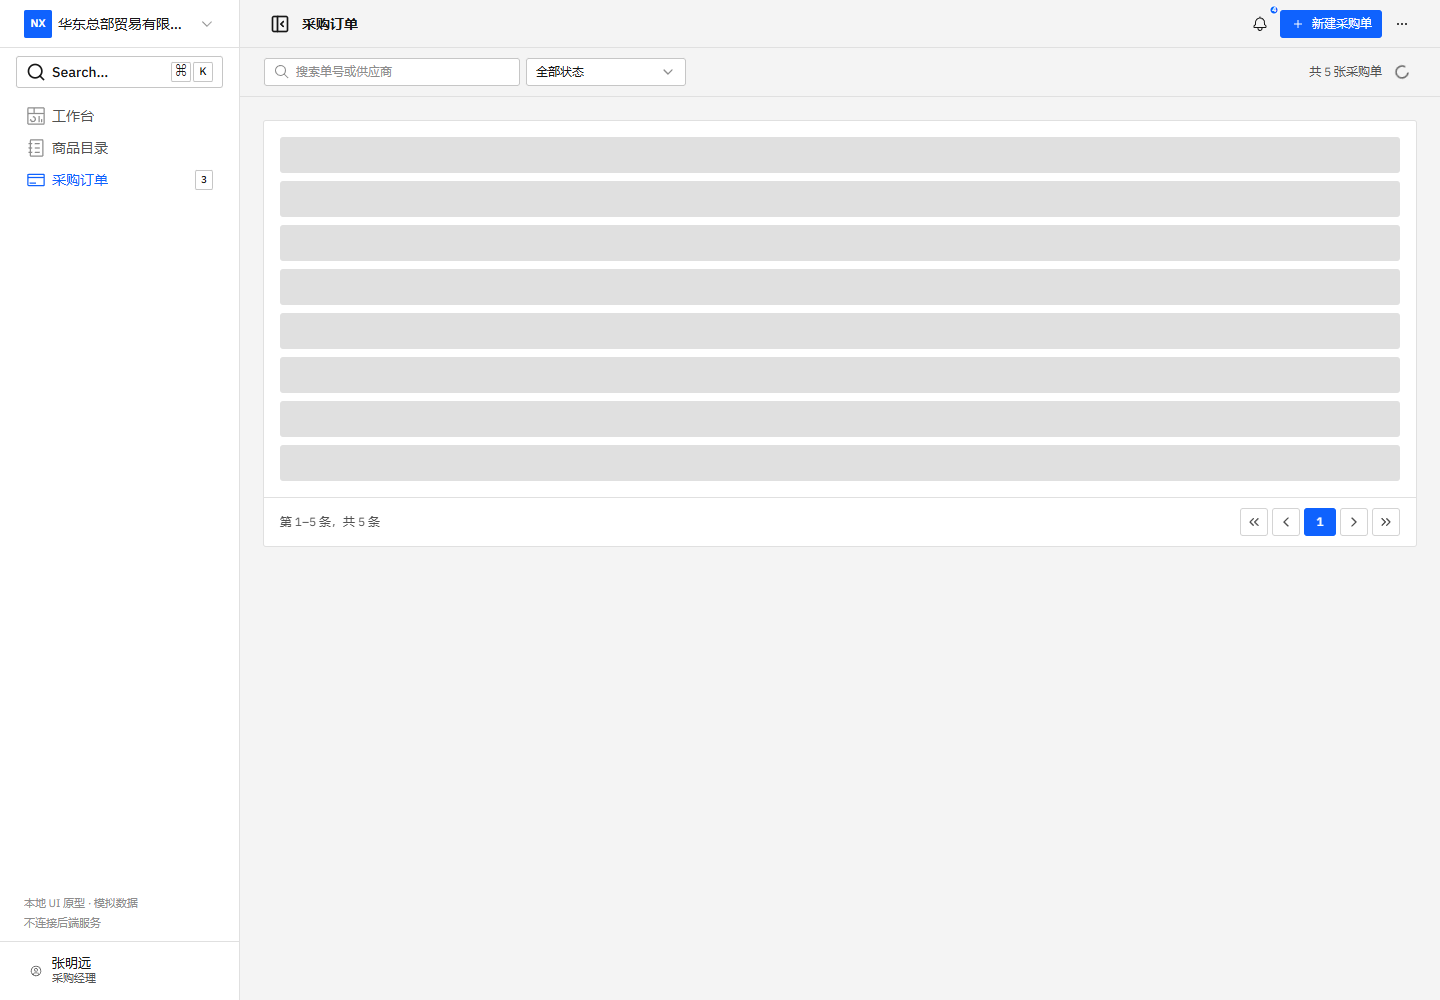 NX 华东总部贸易有限...
Search... ⌘ K
工作台
商品目录
采购订单 3
本地 UI 原型 · 模拟数据
不连接后端服务
张明远
采购经理
采购订单
4
新建采购单
搜索单号或供应商
全部状态
共 5 张采购单
第 1–5 条，共 5 条
1